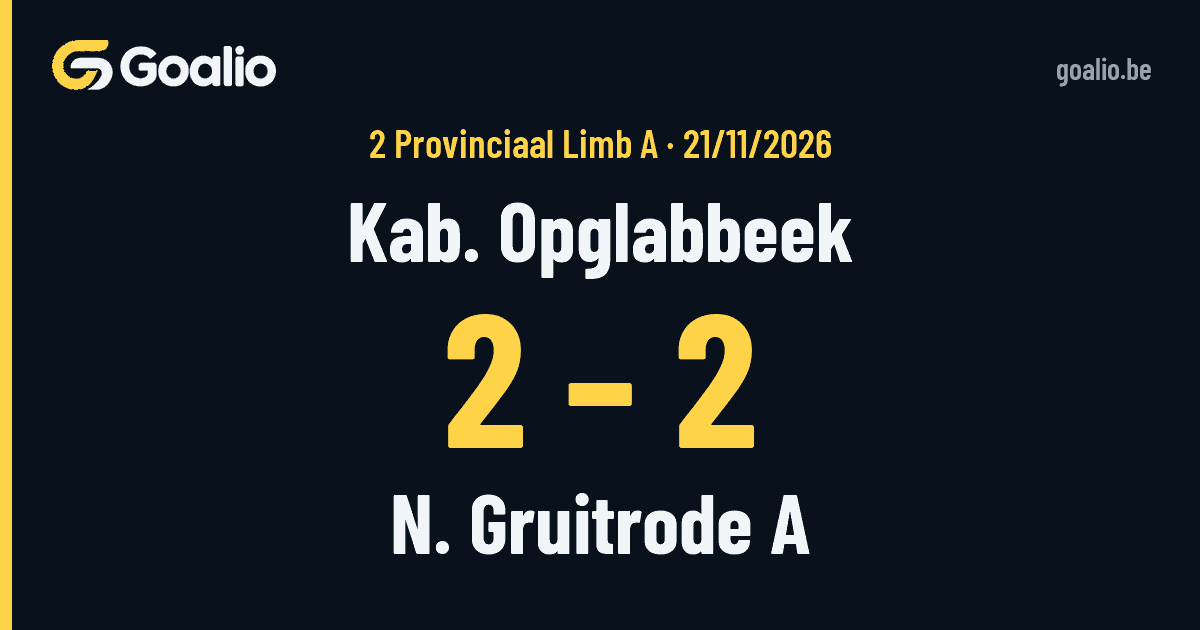 Goalio
goalio.be
2 Provinciaal Limb A · 21/11/2026
Kab. Opglabbeek
2 – 2
N. Gruitrode A